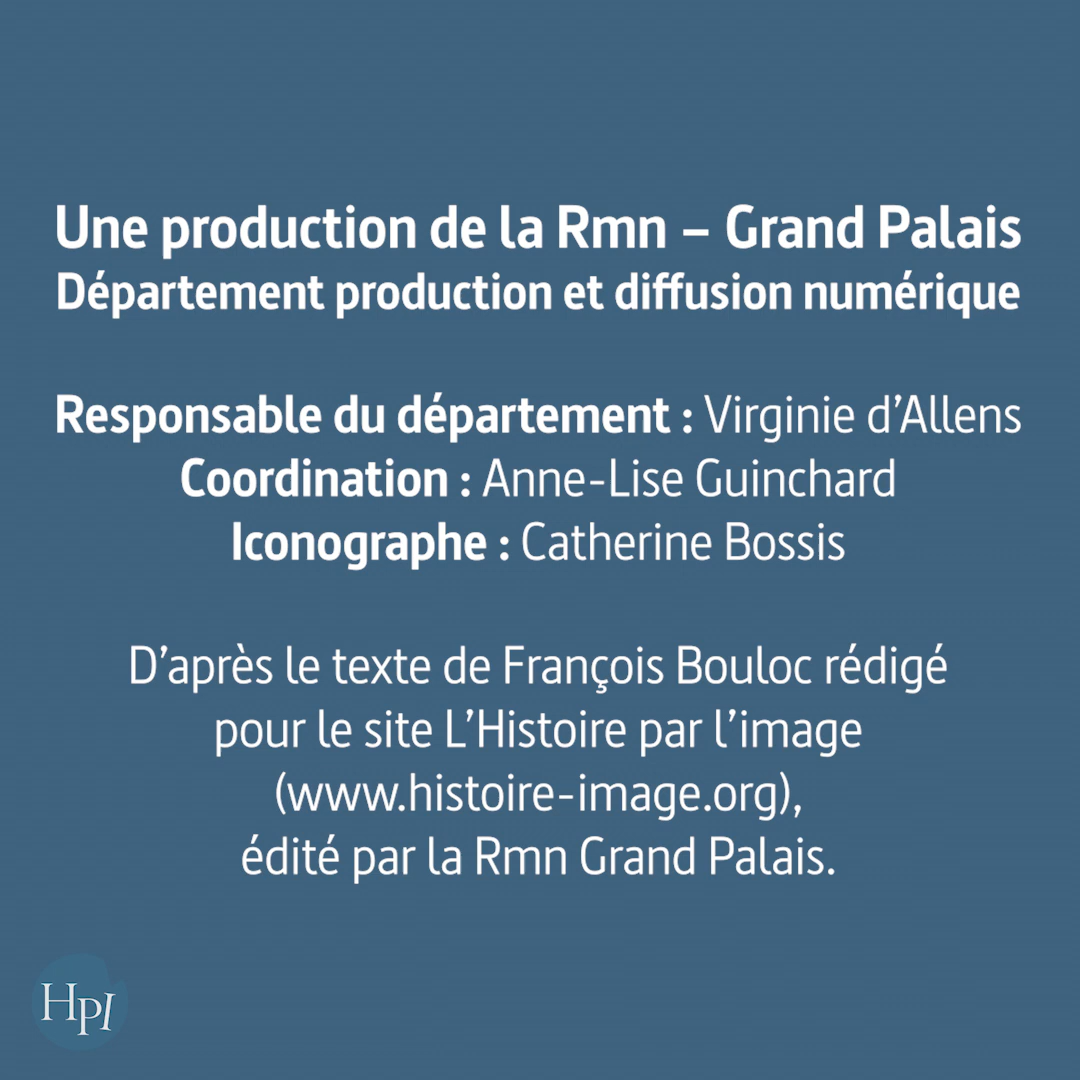 Une production de la Rmn – Grand Palais
Département production et diffusion numérique
Responsable du département : Virginie d’Allens
Coordination : Anne-Lise Guinchard
Iconographe : Catherine Bossis
D’après le texte de François Bouloc rédigé
pour le site L’Histoire par l’image
(www.histoire-image.org),
édité par la Rmn Grand Palais.
HPI